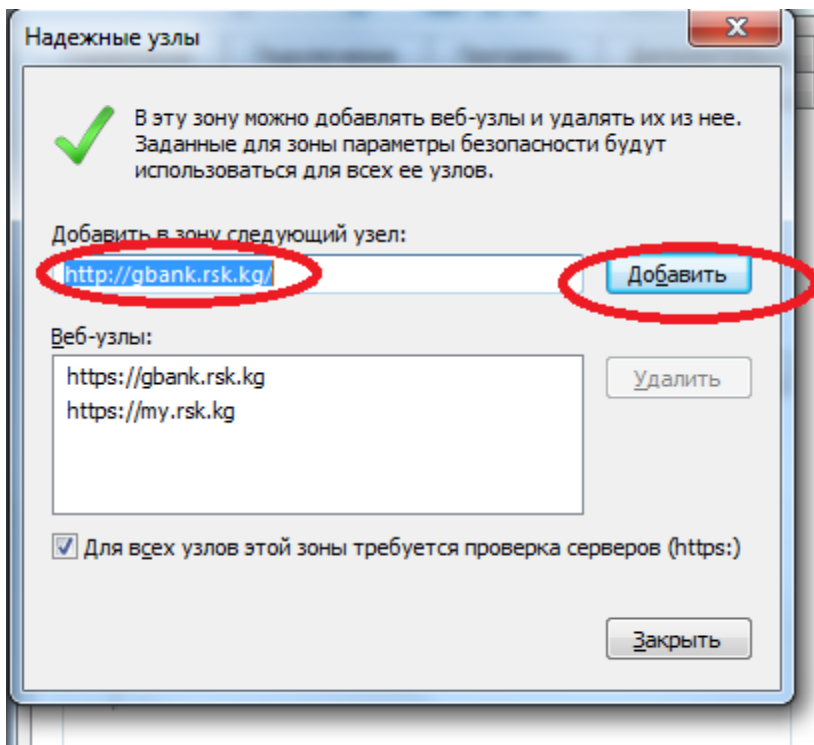 Надежные узлы
В эту зону можно добавлять веб-узлы и удалять их из нее.
Заданные для зоны параметры безопасности будут
использоваться для всех ее узлов.
Добавить в зону следующий узел:
http://gbank.rsk.kg/
Добавить
Веб-узлы:
https://gbank.rsk.kg
https://my.rsk.kg
Удалить
Для всех узлов этой зоны требуется проверка серверов (https:)
Закрыть